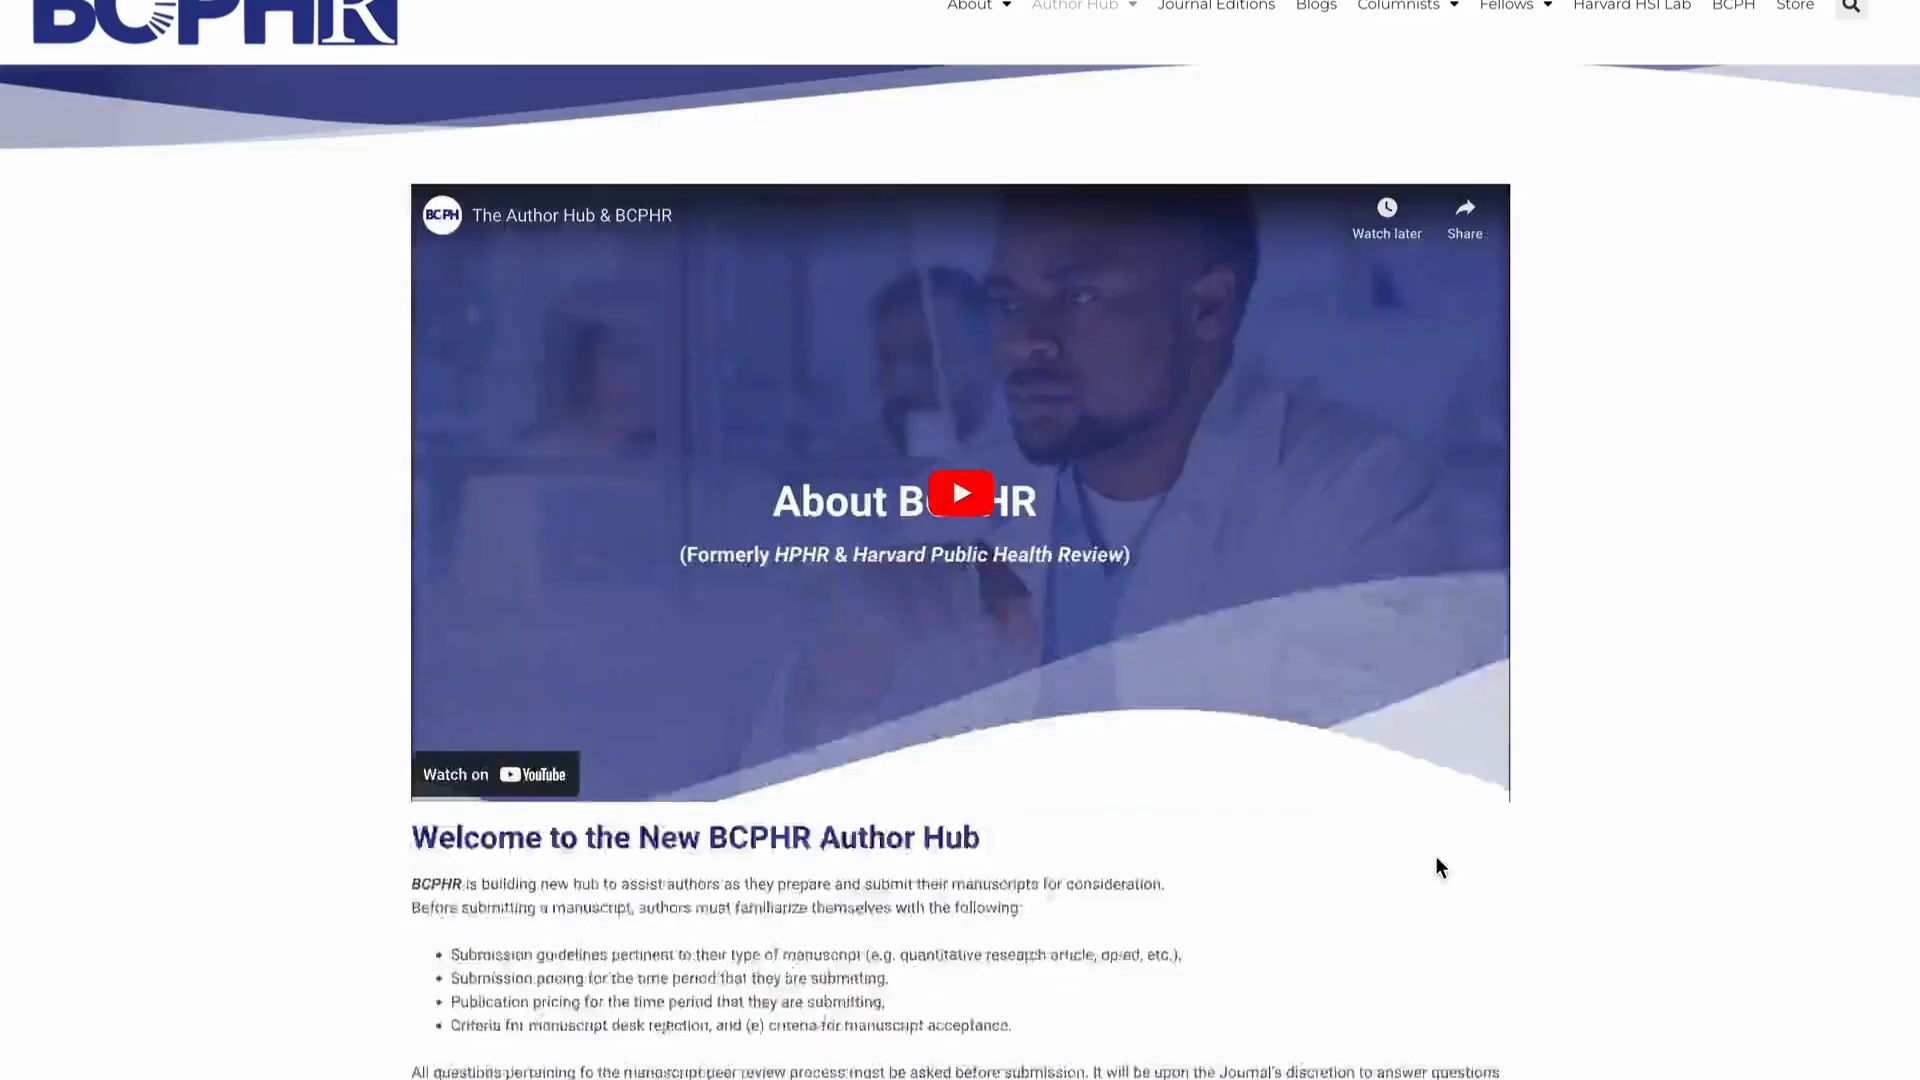 BCPHR
About Author Hub Journal Editions Blogs Columnists Fellows Harvard HSI Lab BCPH Store
BCPH The Author Hub & BCPHR
Watch later Share
About B HR
(Formerly HPHR & Harvard Public Health Review)
Watch on YouTube
Welcome to the New BCPHR Author Hub
BCPHR is building new hub to assist authors as they prepare and submit their manuscripts for consideration.
Before submitting a manuscript, authors must familiarize themselves with the following:
• Submission guidelines pertinent to their type of manuscript (e.g. quantitative research article, op-ed, etc.),
• Submission pricing for the time period that they are submitting,
• Publication pricing for the time period that they are submitting,
• Criteria for manuscript desk rejection, and (e) criteria for manuscript acceptance.
All questions pertaining to the manuscript peer review process must be asked before submission. It will be upon the Journal's discretion to answer questions